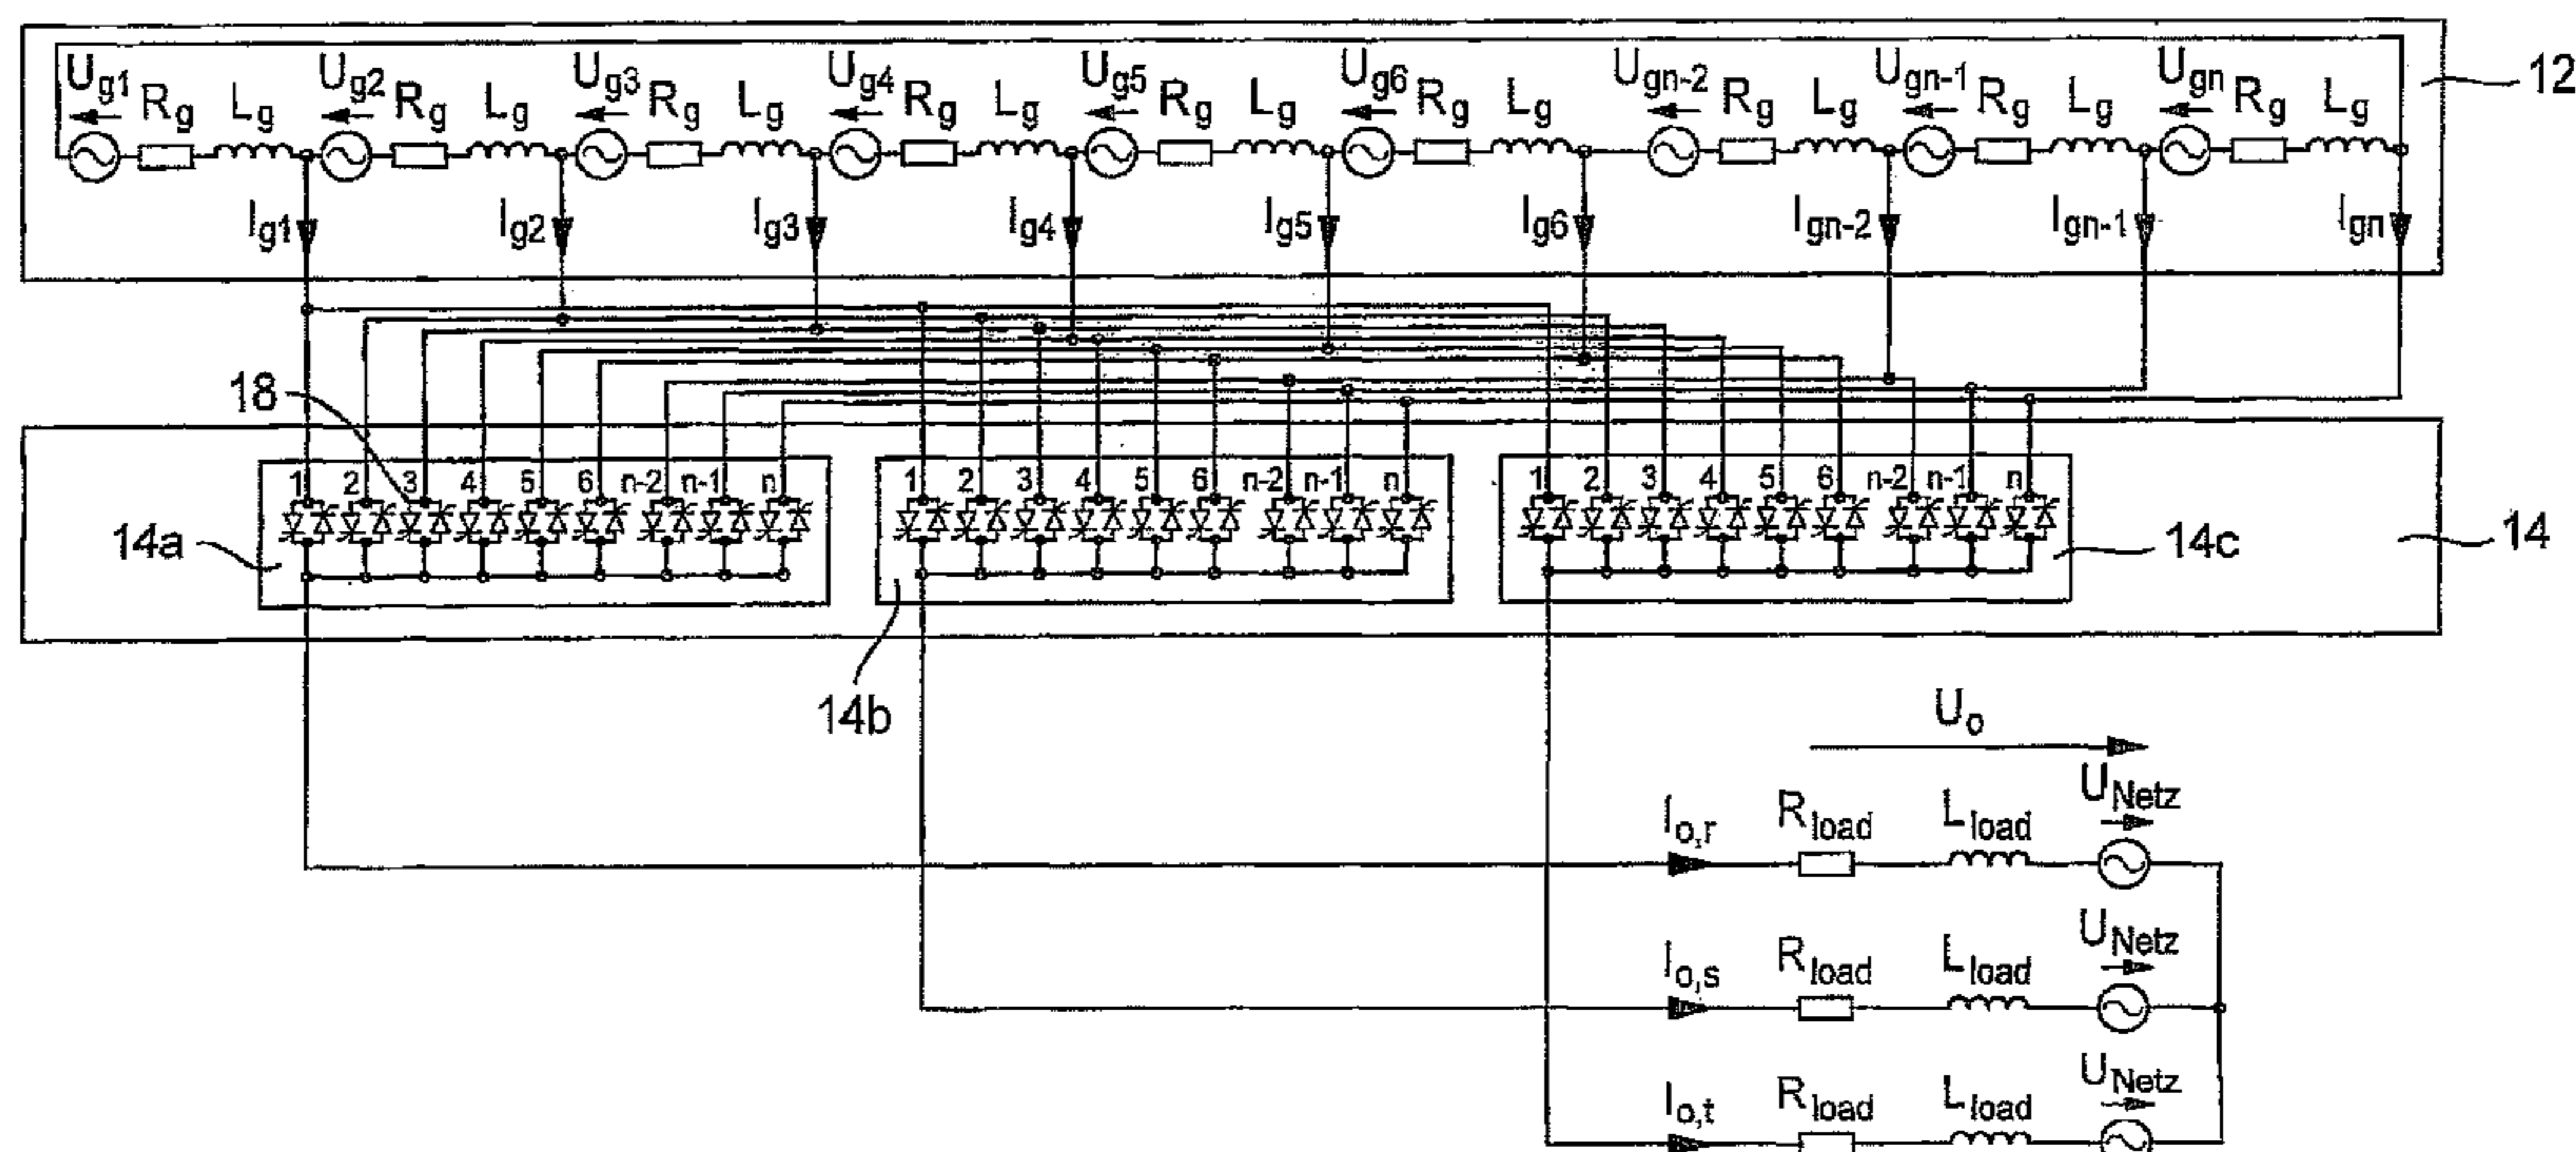 Ug1 Rg Lg Ug2 Rg Lg Ug3 Rg Lg Ug4 Rg Lg Ug5 Rg Lg Ug6 Rg Lg Ugn-2 Rg Lg Ugn-1 Rg Lg Ugn Rg Lg 12
Ig1 Ig2 Ig3 Ig4 Ig5 Ig6 Ign-2 Ign-1 Ign
18
1 2 3 4 5 6 n-2 n-1 n 1 2 3 4 5 6 n-2 n-1 n 1 2 3 4 5 6 n-2 n-1 n
14a 14c 14
14b
Uo
Io,r Rload Lload UNetz
Io,s Rload Lload UNetz
Io,t Rload Lload UNetz